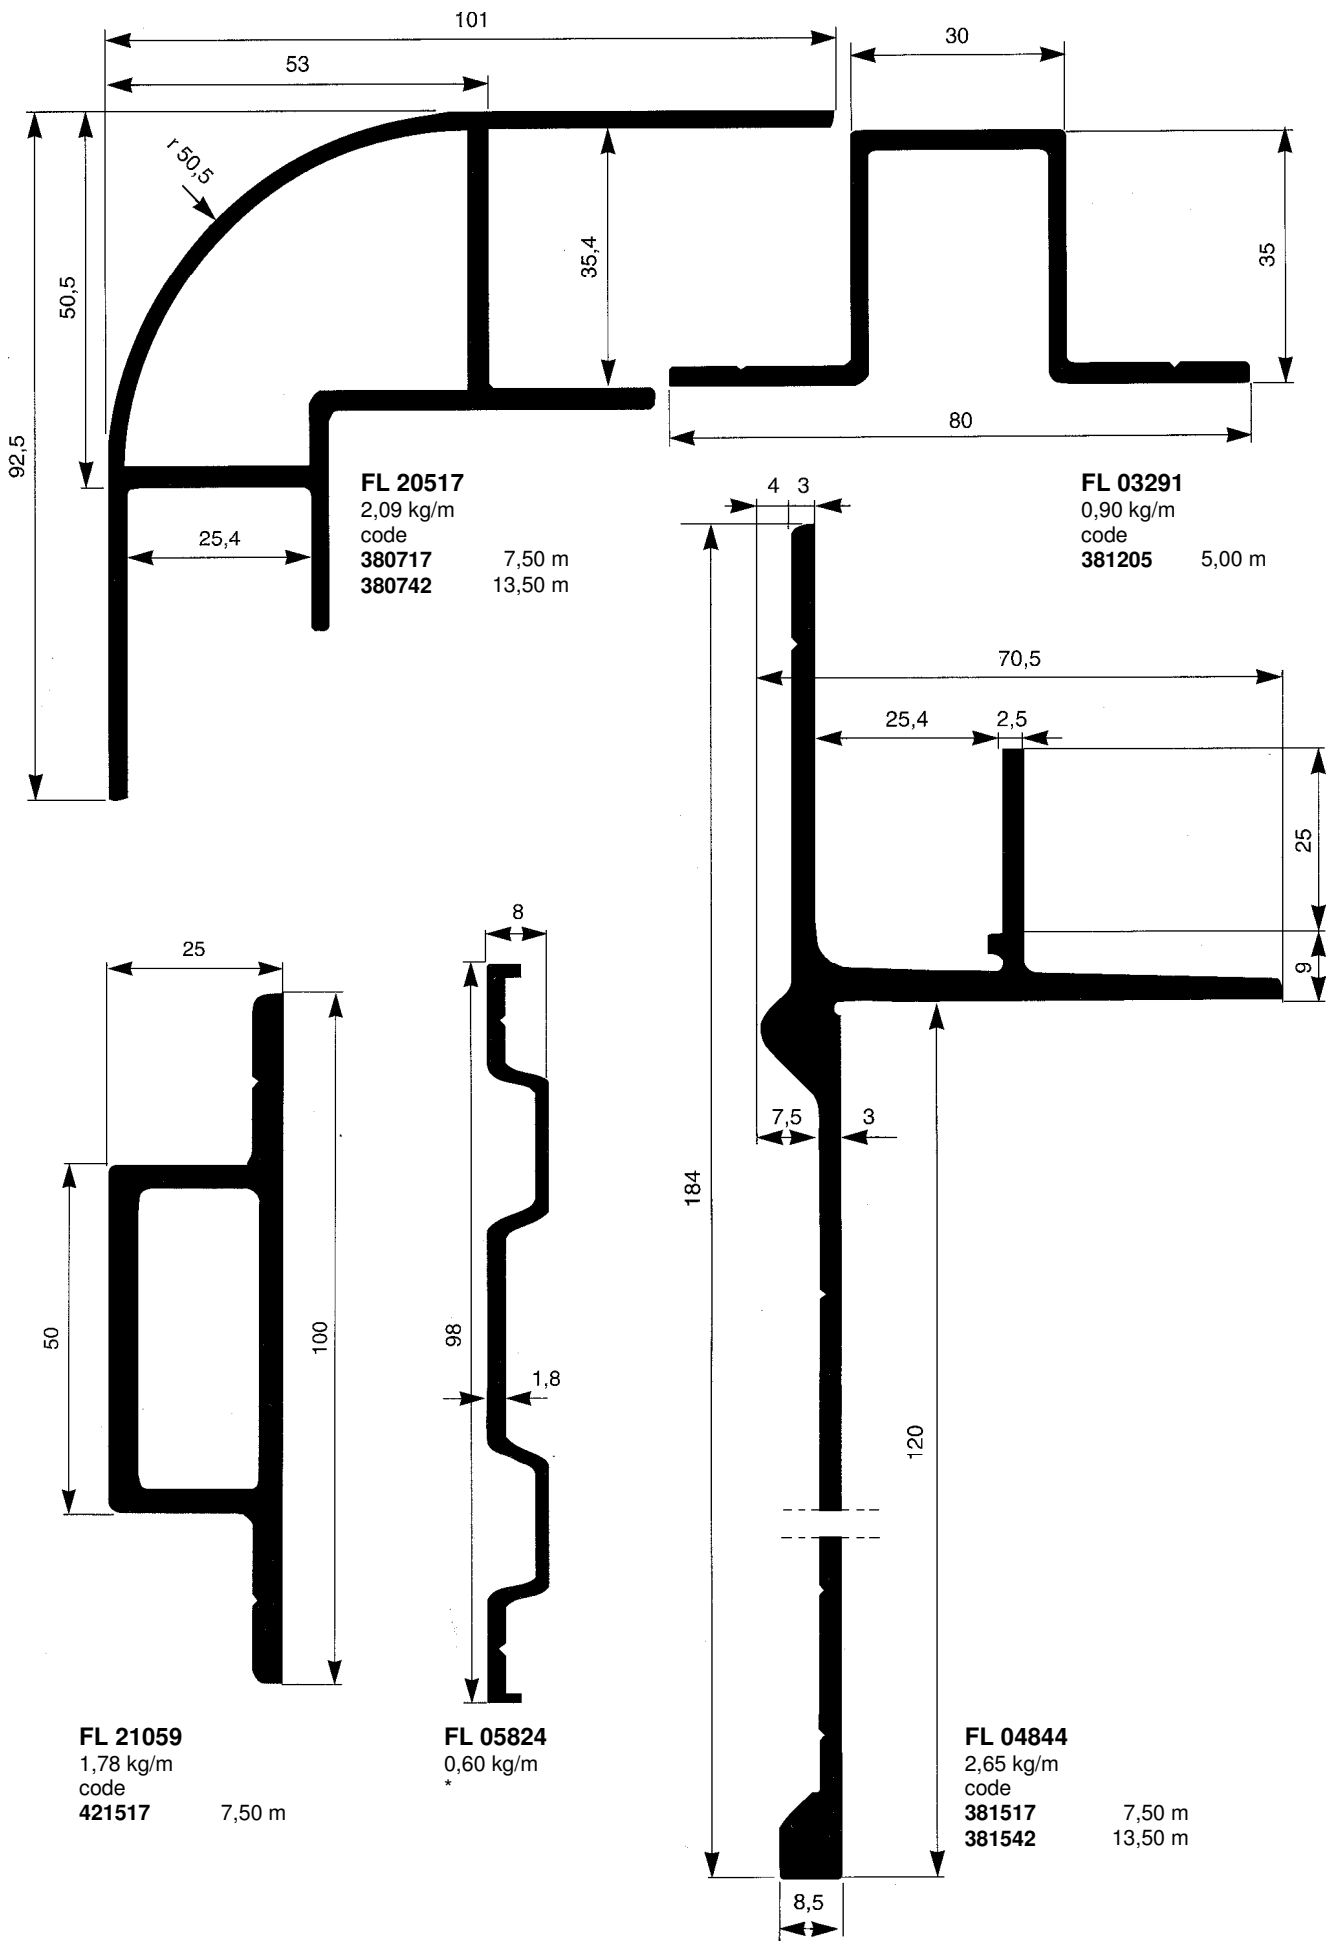 101
53
r 50,5
50,5
92,5
35,4
25,4
FL 20517
2,09 kg/m
code
380717 7,50 m
380742 13,50 m
30
35
80
FL 03291
0,90 kg/m
code
381205 5,00 m
4 3
70,5
25,4 2,5
25
9
7,5 3
184
120
8,5
FL 04844
2,65 kg/m
code
381517 7,50 m
381542 13,50 m
25
50
100
FL 21059
1,78 kg/m
code
421517 7,50 m
8
98
1,8
FL 05824
0,60 kg/m
*